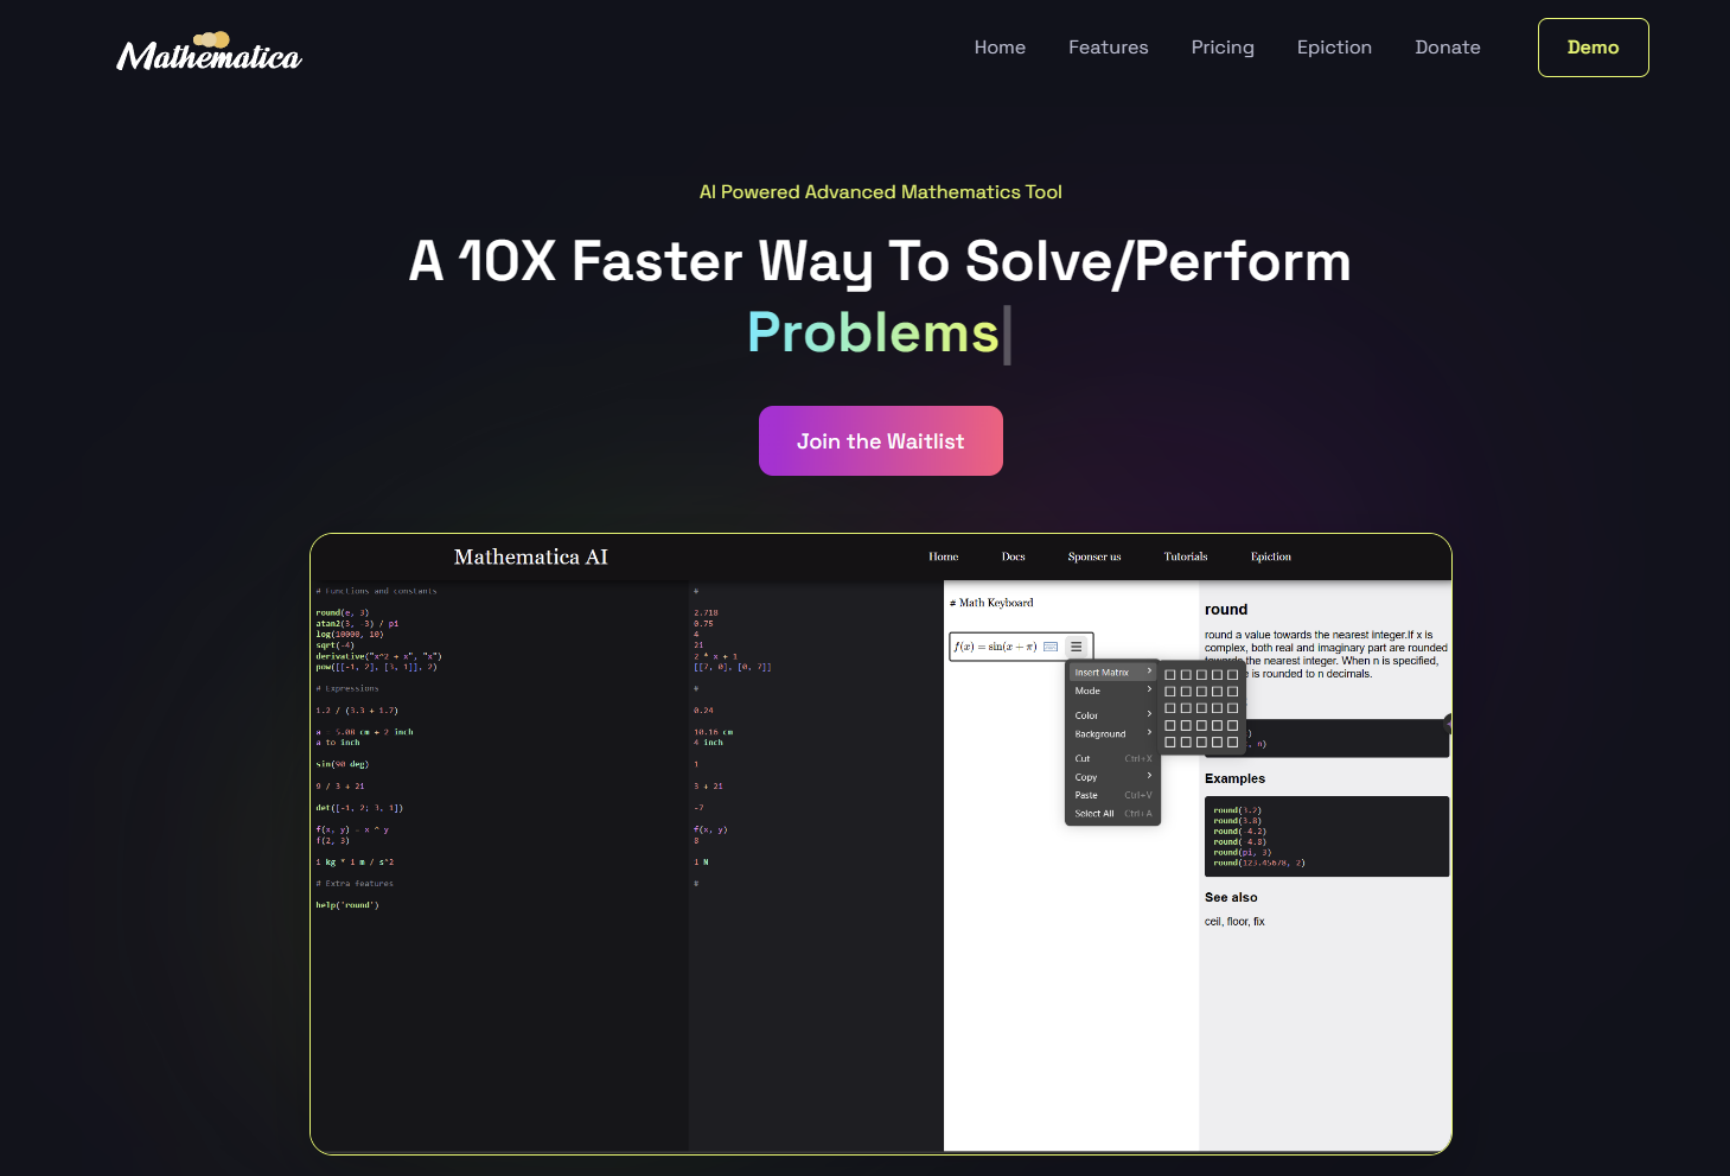 Mathematica
Home Features Pricing Epiction Donate Demo
AI Powered Advanced Mathematics Tool
A 10X Faster Way To Solve/Perform
Problems
Join the Waitlist
Mathematica AI
Home Docs Sponser us Tutorials Epiction
# Functions and constants
round(e, 3)
atan2(3, -3) / pi
log(10000, 10)
sqrt(-4)
derivative("x^2 + x", "x")
pow([[-1, 2], [3, 1]], 2)
# Expressions
1.2 / (3.3 + 1.7)
a = 5.08 cm + 2 inch
a to inch
sin(90 deg)
9 / 3 + 2i
det([-1, 2; 3, 1])
f(x, y) = x ^ y
f(2, 3)
1 kg * 1 m / s^2
# Extra features
help('round')
#
2.718
0.75
4
2i
2 * x + 1
[[7, 0], [0, 7]]
#
0.24
10.16 cm
4 inch
1
3 + 2i
-7
f(x, y)
8
1 N
#
# Math Keyboard
f(x) = sin(x + π)
Insert Matrix
Mode
Color
Background
Cut Ctrl+X
Copy
Paste Ctrl+V
Select All Ctrl+A
round
round a value towards the nearest integer.If x is
complex, both real and imaginary part are rounded
towards the nearest integer. When n is specified,
is rounded to n decimals.
)
, n)
Examples
round(3.2)
round(3.8)
round(-4.2)
round(-4.8)
round(pi, 3)
round(123.45678, 2)
See also
ceil, floor, fix